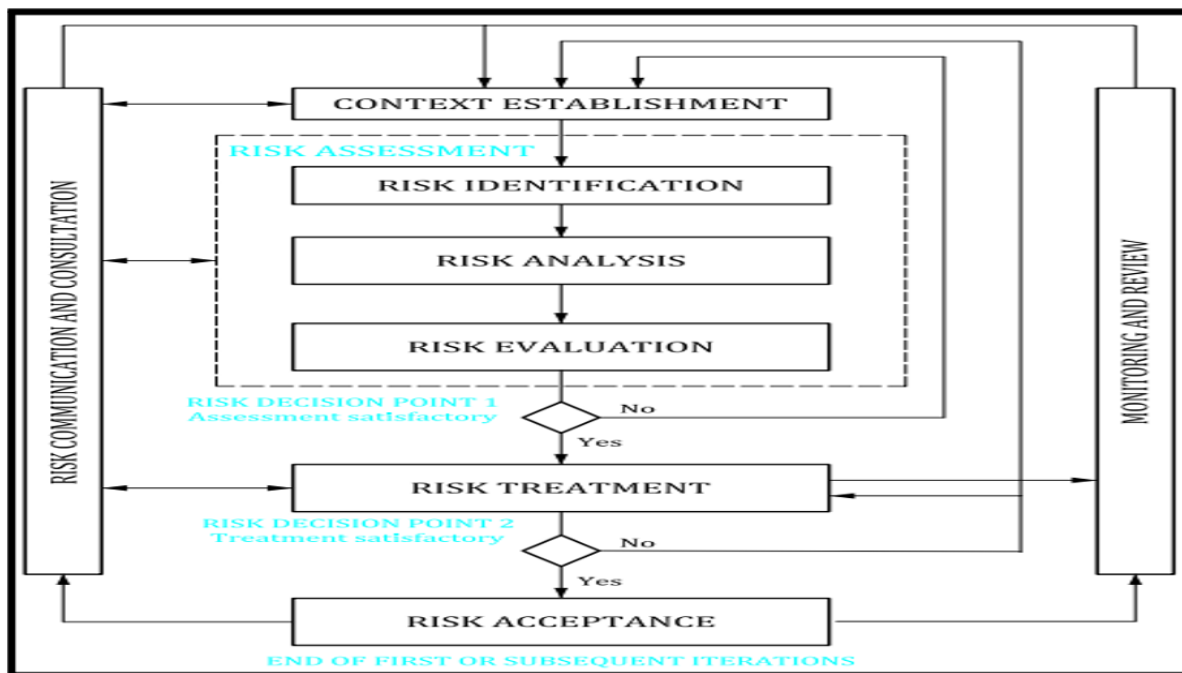 CONTEXT ESTABLISHMENT
RISK ASSESSMENT
RISK IDENTIFICATION
RISK ANALYSIS
RISK EVALUATION
RISK DECISION POINT 1
Assessment satisfactory
No
Yes
RISK TREATMENT
RISK DECISION POINT 2
Treatment satisfactory
No
Yes
RISK ACCEPTANCE
END OF FIRST OR SUBSEQUENT ITERATIONS
RISK COMMUNICATION AND CONSULTATION
MONITORING AND REVIEW